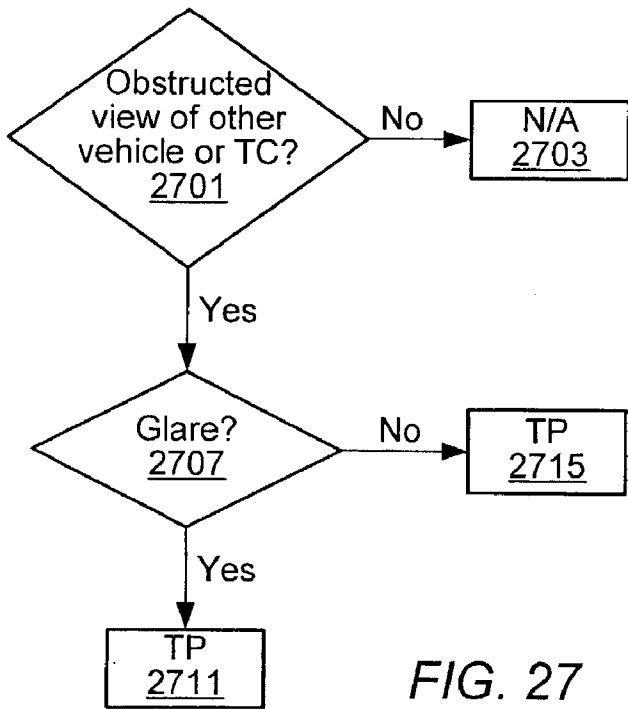 Obstructed
view of other
vehicle or TC?
2701
No
N/A
2703
Yes
Glare?
2707
No
TP
2715
Yes
TP
2711
FIG. 27